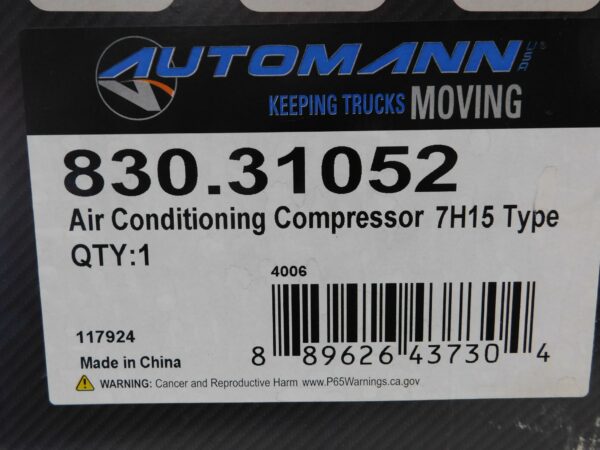 AUTOMANN USA
KEEPING TRUCKS MOVING
830.31052
Air Conditioning Compressor 7H15 Type
QTY:1
4006
117924
Made in China
8 89626 43730 4
WARNING: Cancer and Reproductive Harm www.P65Warnings.ca.gov